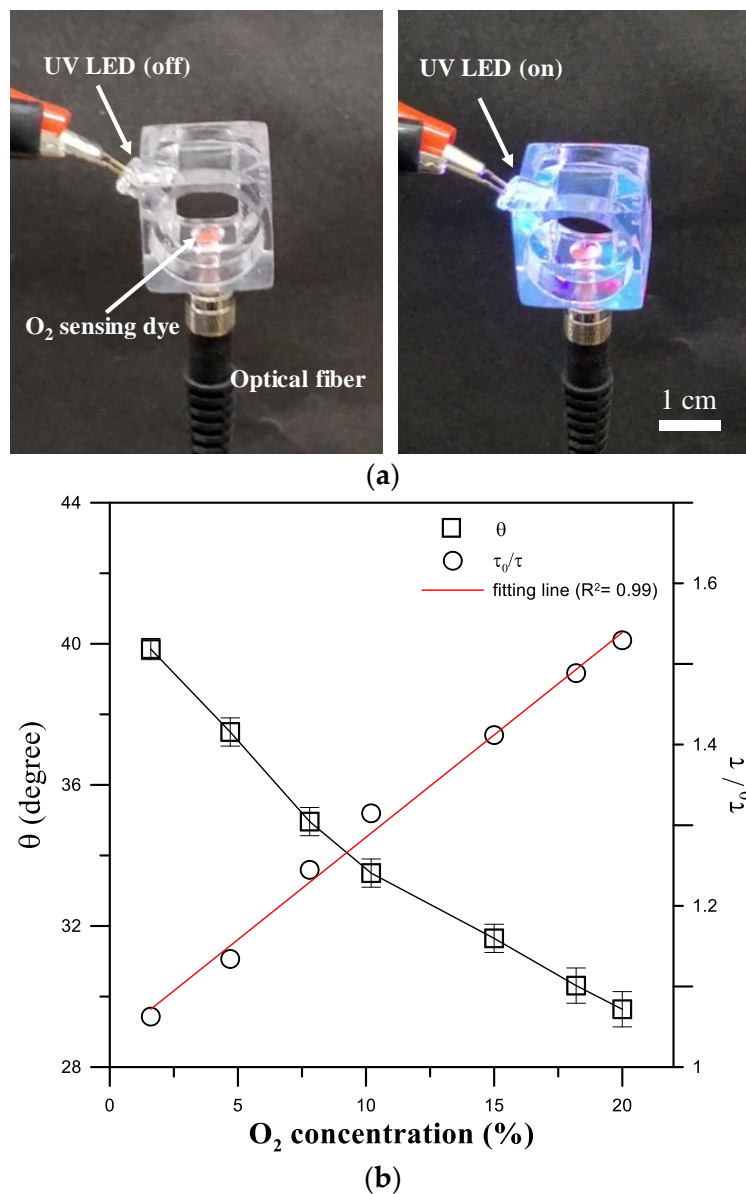 UV LED (off)
UV LED (on)
O₂ sensing dye
Optical fiber
1 cm
(a)
44
θ
τ₀/τ
fitting line (R²= 0.99)
1.6
40
1.4
36
θ (degree)
τ₀/τ
32
1.2
28
1
0 5 10 15 20
O₂ concentration (%)
(b)